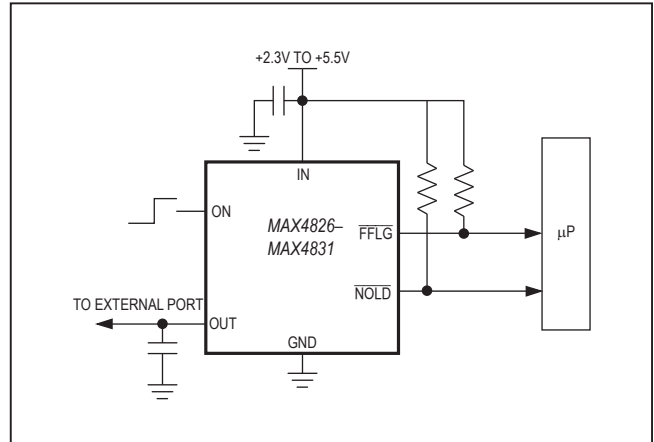 +2.3V TO +5.5V
IN
ON
MAX4826–
MAX4831
FFLG
µP
NOLD
TO EXTERNAL PORT
OUT
GND